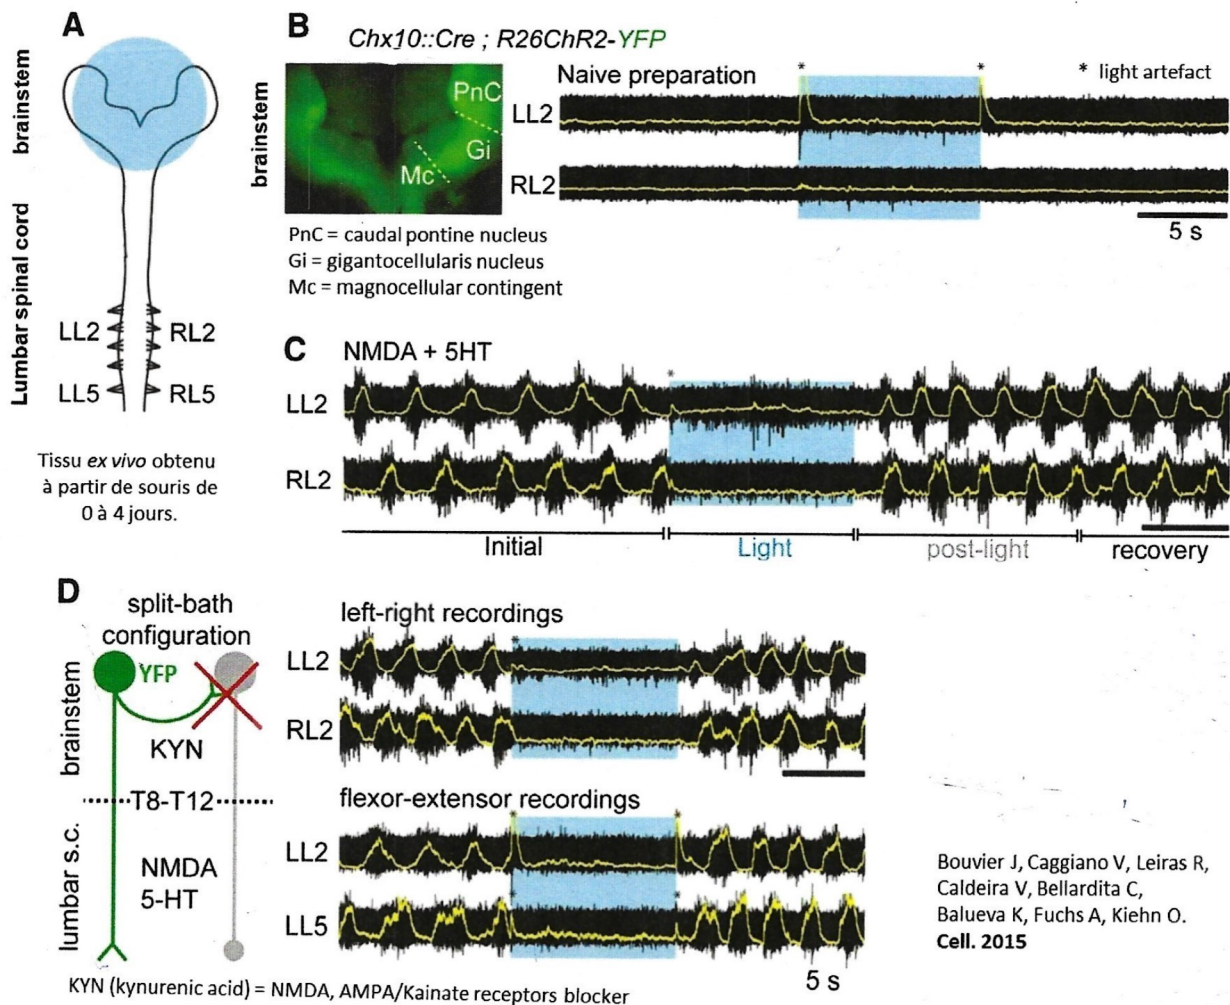 A
brainstem
Lumbar spinal cord
LL2
RL2
LL5
RL5
Tissu ex vivo obtenu
à partir de souris de
0 à 4 jours.
B
Chx10::Cre ; R26ChR2-YFP
brainstem
PnC
Gi
Mc
PnC = caudal pontine nucleus
Gi = gigantocellularis nucleus
Mc = magnocellular contingent
Naive preparation
* * * light artefact
LL2
RL2
5 s
C
NMDA + 5HT
*
LL2
RL2
Initial
Light
post-light
recovery
D
split-bath
configuration
brainstem
YFP
KYN
T8-T12
lumbar s.c.
NMDA
5-HT
left-right recordings
*
LL2
RL2
flexor-extensor recordings
* *
LL2
* *
LL5
5 s
KYN (kynurenic acid) = NMDA, AMPA/Kainate receptors blocker
Bouvier J, Caggiano V, Leiras R,
Caldeira V, Bellardita C,
Balueva K, Fuchs A, Kiehn O.
Cell. 2015